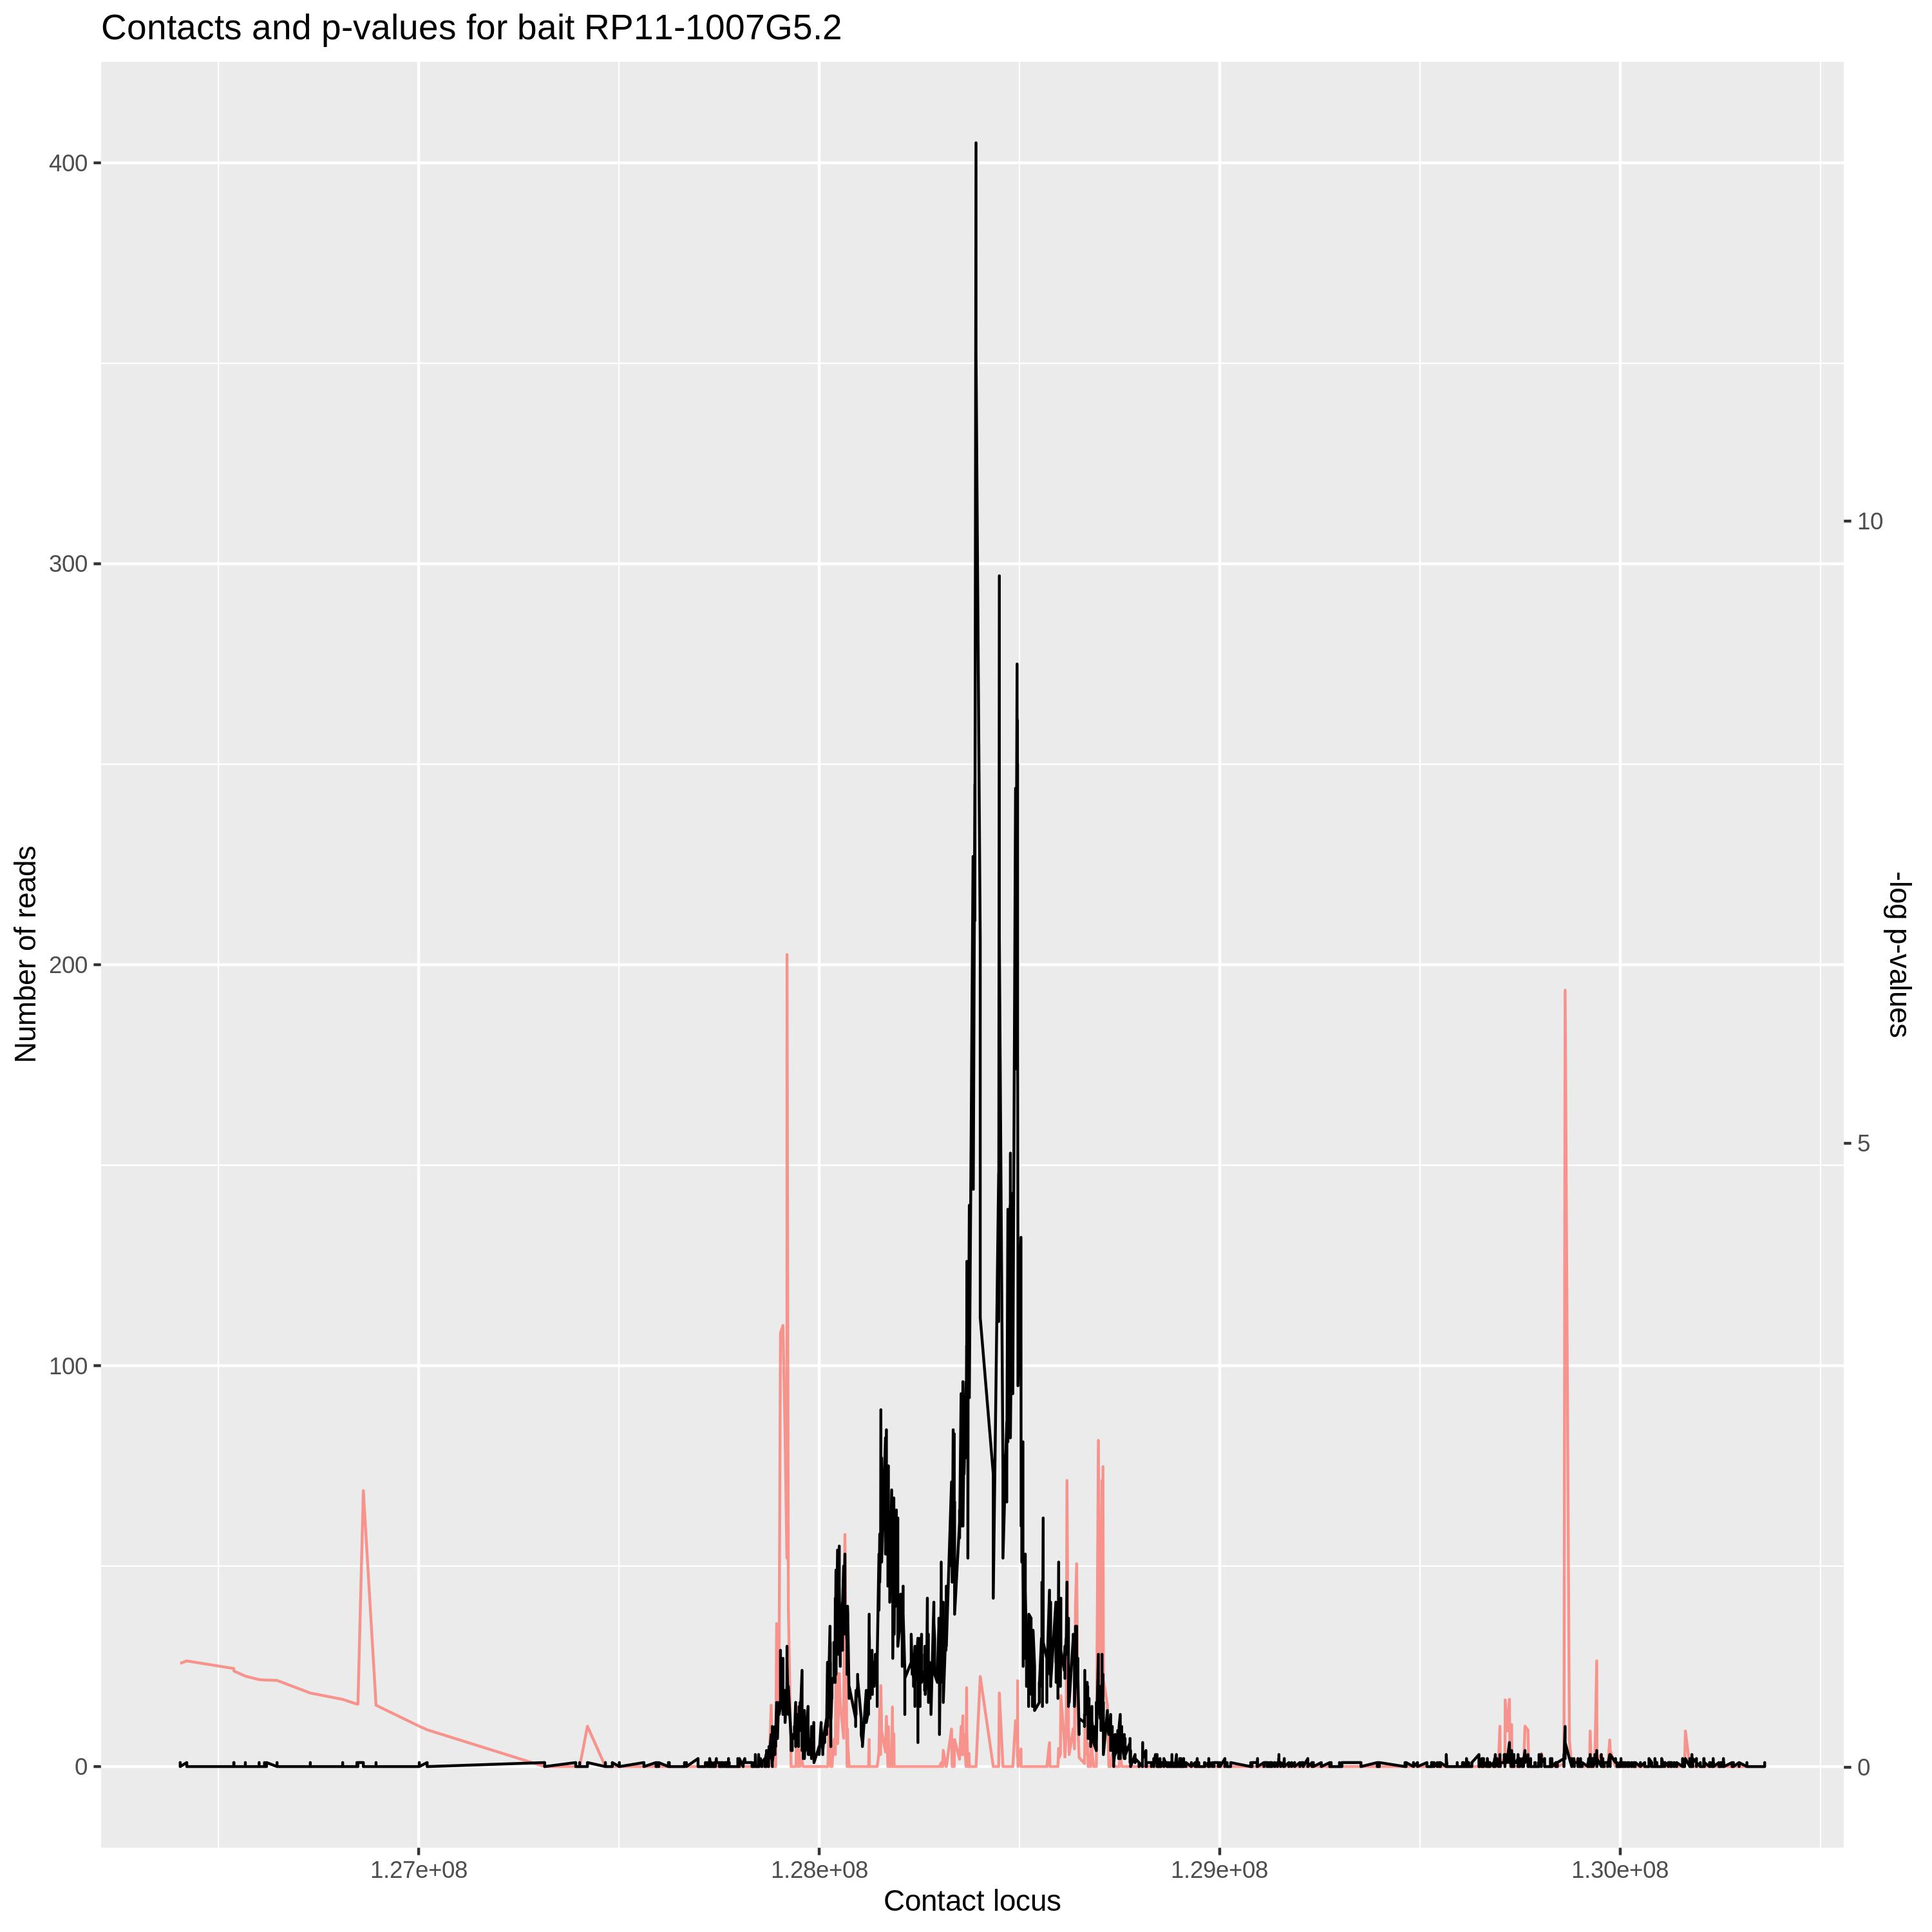 Contacts and p-values for bait RP11-1007G5.2
400
300
200
100
0
Number of reads
10
5
0
-log p-values
1.27e+08
1.28e+08
1.29e+08
1.30e+08
Contact locus